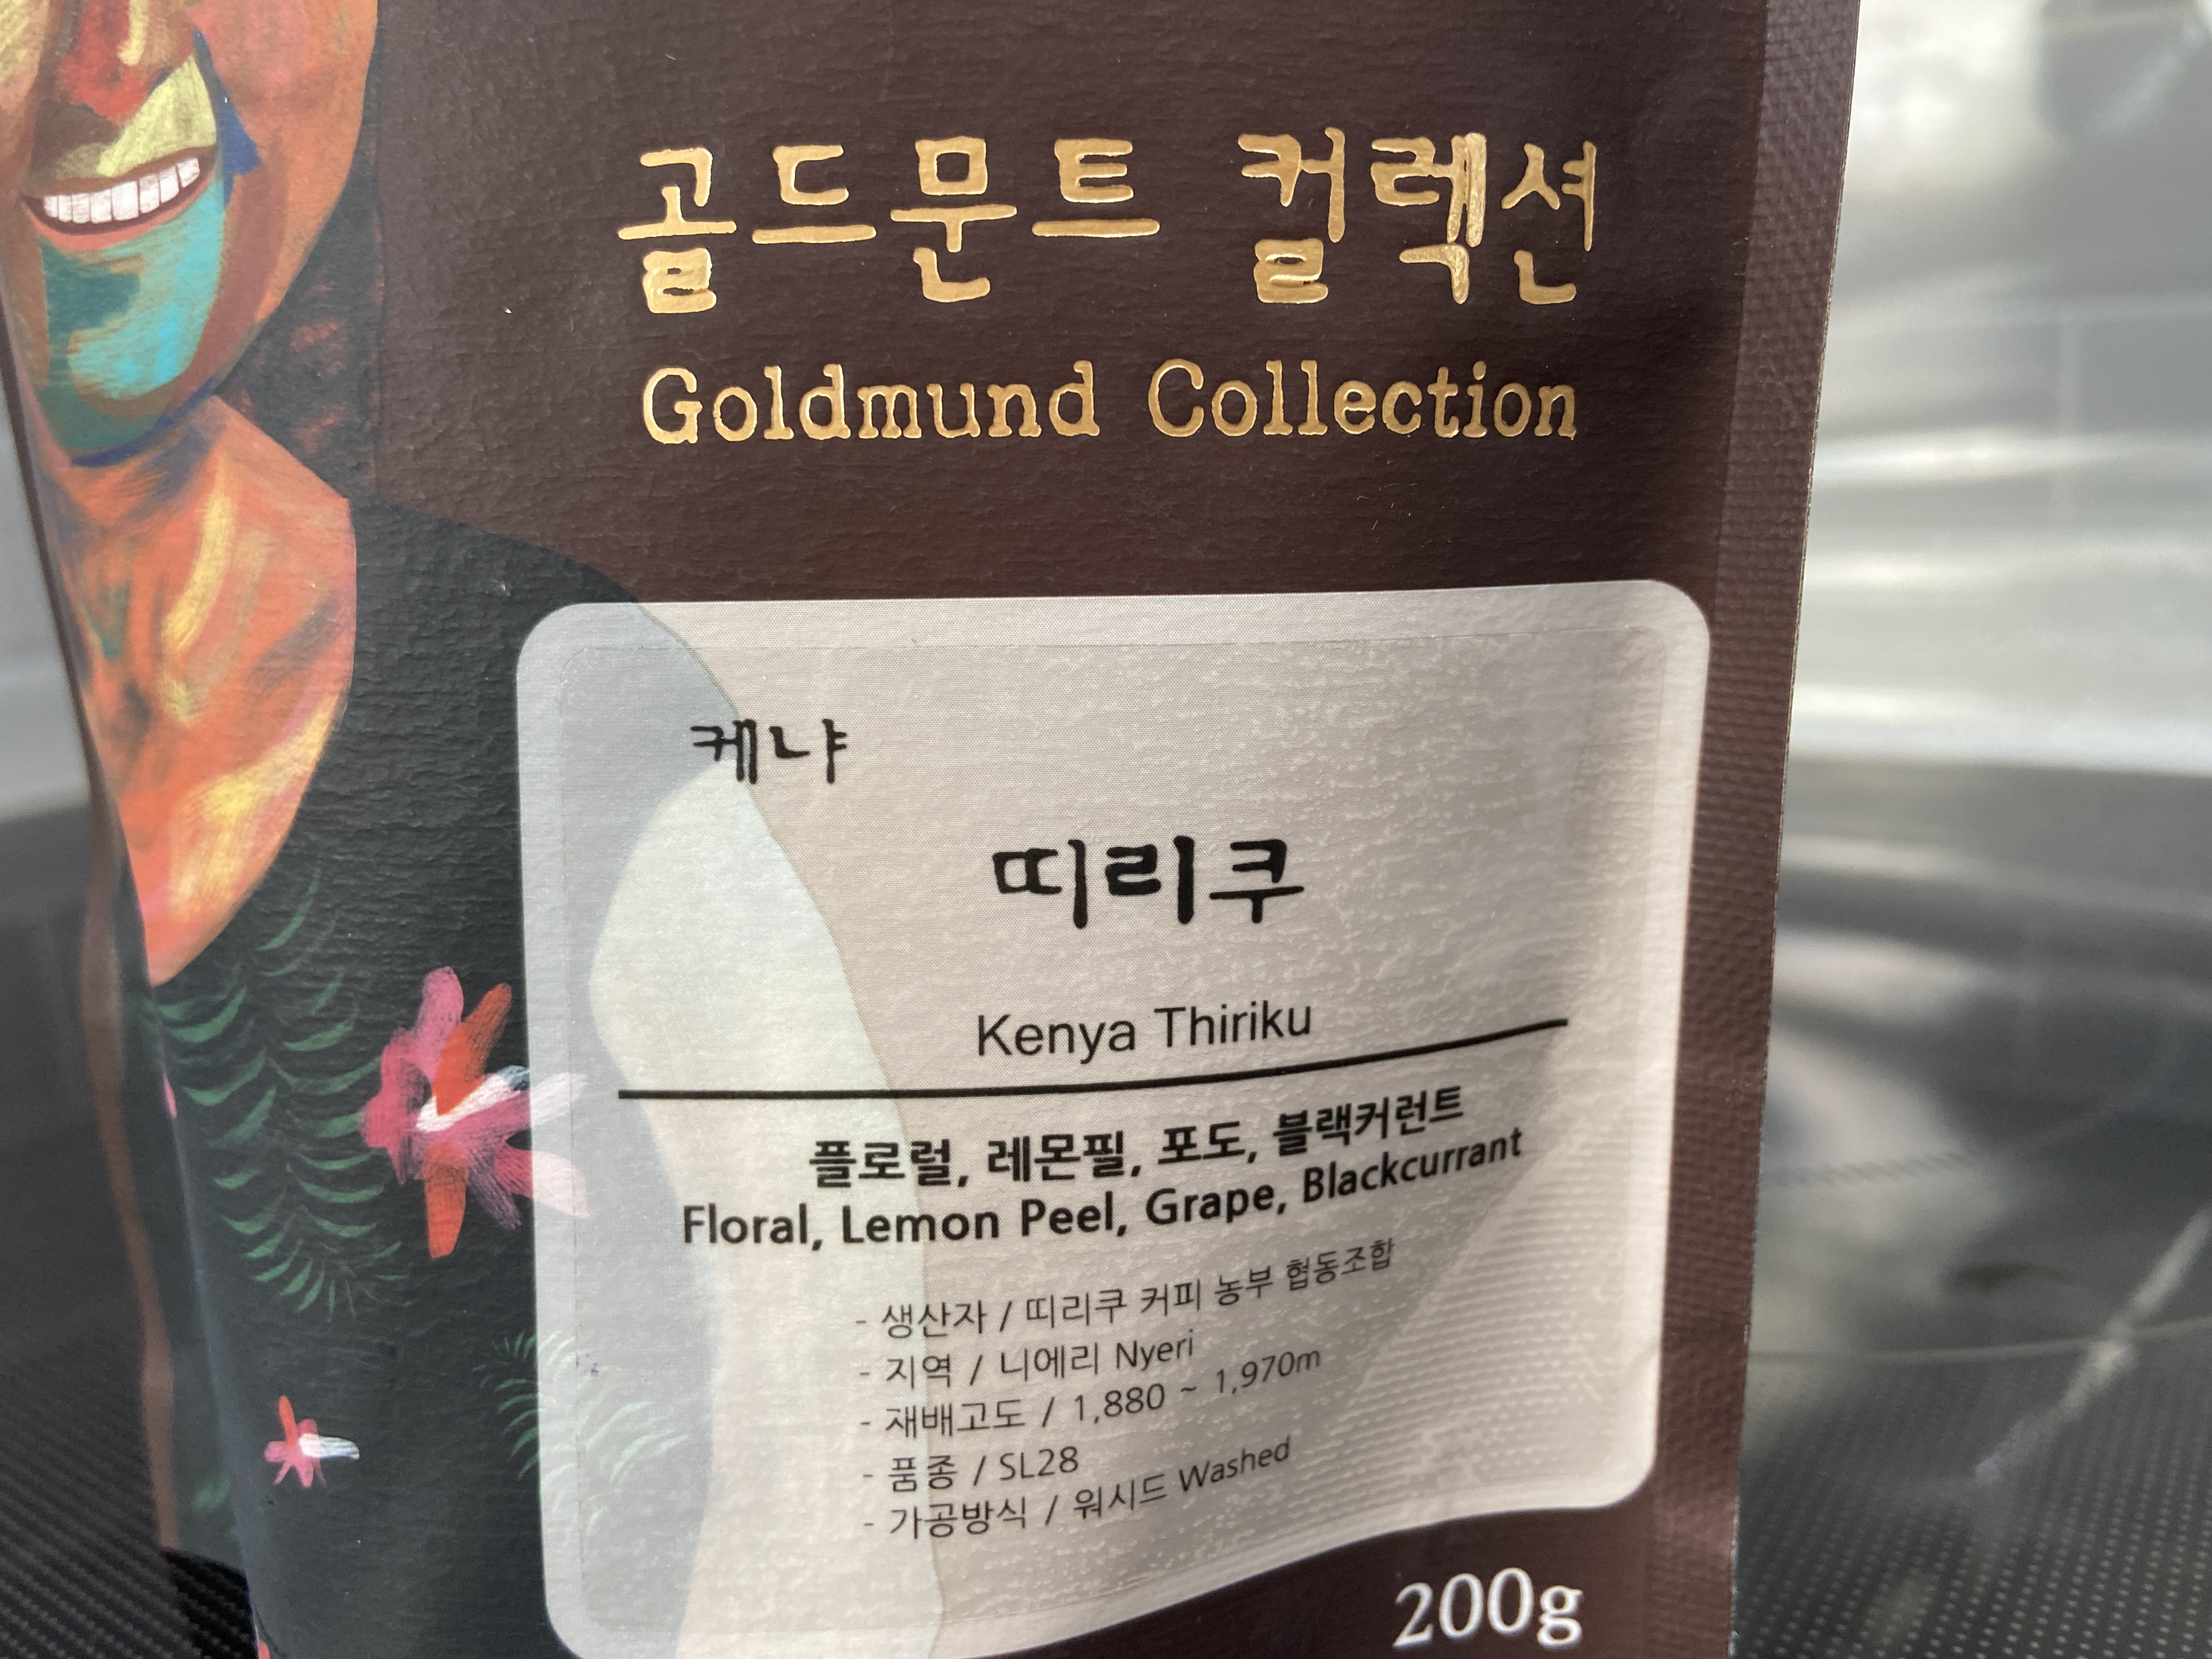 골드문트 컬렉션
Goldmund Collection
케냐
띠리쿠
Kenya Thiriku
플로럴, 레몬필, 포도, 블랙커런트
Floral, Lemon Peel, Grape, Blackcurrant
- 생산자 / 띠리쿠 커피 농부 협동조합
- 지역 / 니에리 Nyeri
- 재배고도 / 1,880 ~ 1,970m
- 품종 / SL28
- 가공방식 / 워시드 Washed
200g